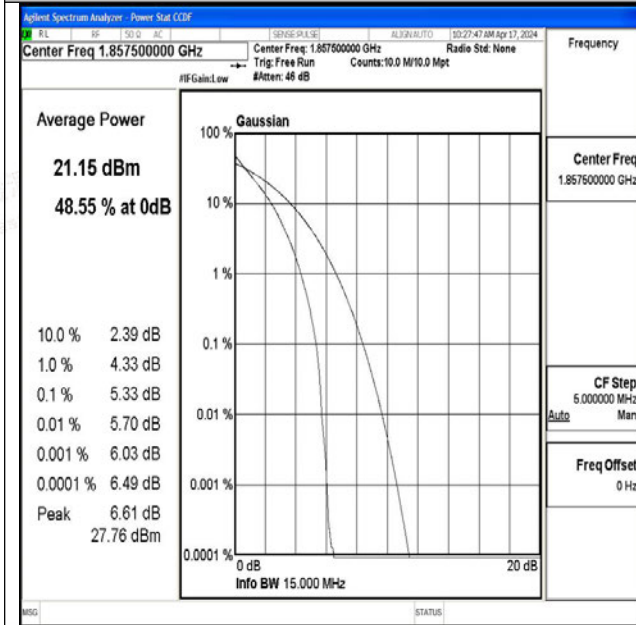 Agilent Spectrum Analyzer - Power Stat CCDF
RL RF 50 Ω AC SENSE:PULSE ALIGNAUTO 10:27:47 AM Apr 17, 2024
Center Freq 1.857500000 GHz
Center Freq: 1.857500000 GHz Radio Std: None
Trig: Free Run Counts:10.0 M/10.0 Mpt
#IFGain:Low #Atten: 46 dB
Frequency
Average Power
21.15 dBm
48.55 % at 0dB
10.0 % 2.39 dB
1.0 % 4.33 dB
0.1 % 5.33 dB
0.01 % 5.70 dB
0.001 % 6.03 dB
0.0001 % 6.49 dB
Peak 6.61 dB
27.76 dBm
Gaussian
100 %
10 %
1 %
0.1 %
0.01 %
0.001 %
0.0001 %
0 dB 20 dB
Info BW 15.000 MHz
Center Freq
1.857500000 GHz
CF Step
5.000000 MHz
Auto Man
Freq Offset
0 Hz
MSG STATUS